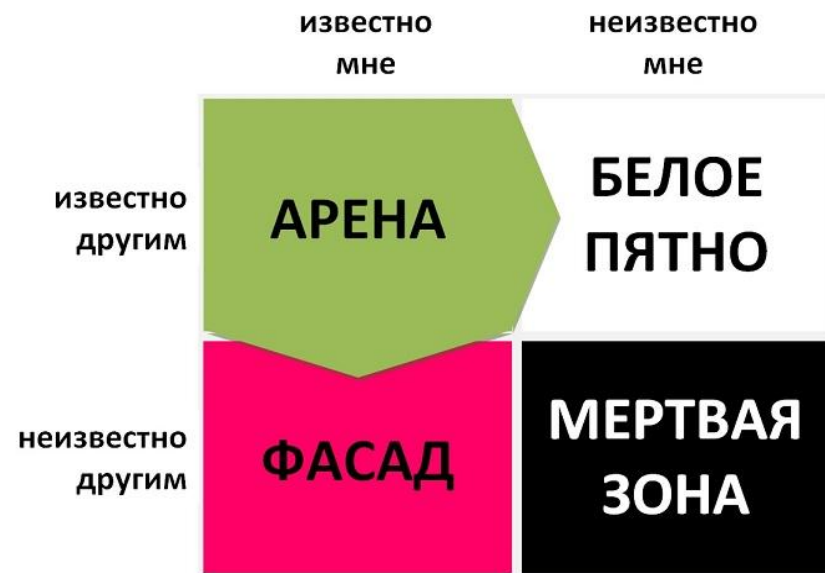 известно
мне
неизвестно
мне
известно
другим
АРЕНА
БЕЛОЕ
ПЯТНО
неизвестно
другим
ФАСАД
МЕРТВАЯ
ЗОНА